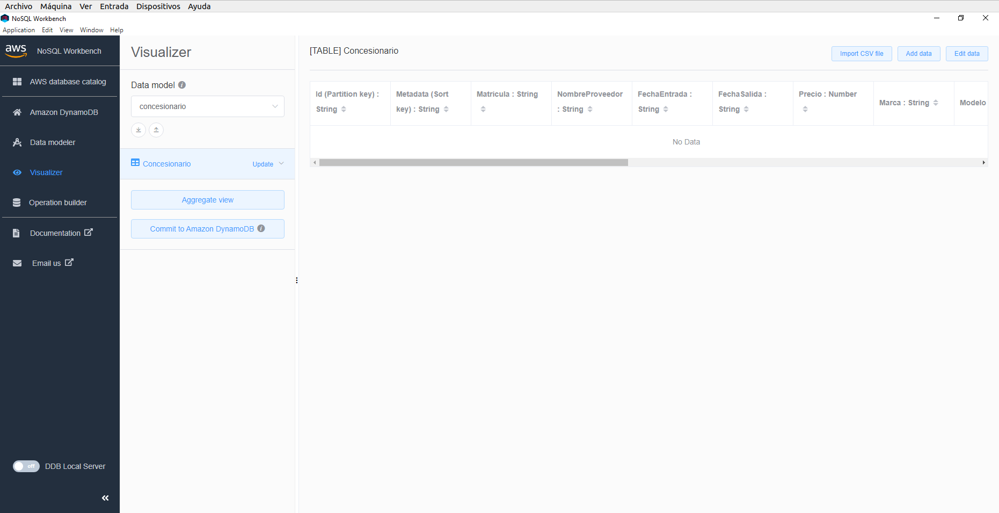 Archivo Máquina Ver Entrada Dispositivos Ayuda
NoSQL Workbench
Application Edit View Window Help
aws NoSQL Workbench
AWS database catalog
Amazon DynamoDB
Data modeler
Visualizer
Operation builder
Documentation
Email us
off DDB Local Server
Visualizer
Data model i
concesionario
Concesionario Update
Aggregate view
Commit to Amazon DynamoDB i
[TABLE] Concesionario
Import CSV file Add data Edit data
Id (Partition key) :
String
Metadata (Sort
key) : String
Matricula : String
NombreProveedor
: String
FechaEntrada :
String
FechaSalida :
String
Precio : Number
Marca : String
Modelo
No Data